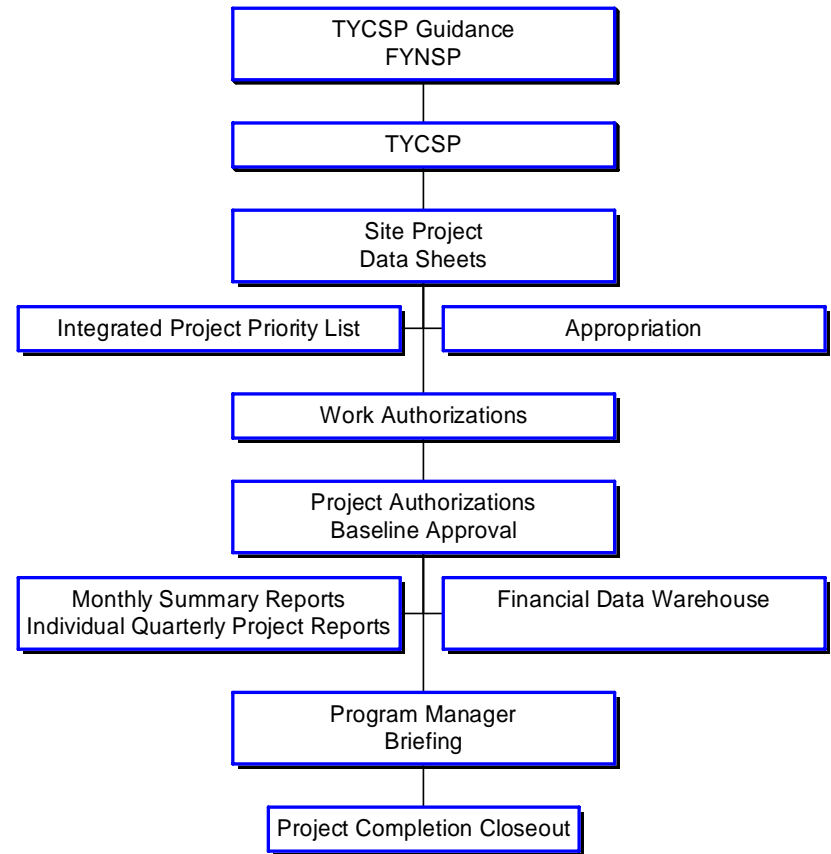 TYCSP Guidance
FYNSP
TYCSP
Site Project
Data Sheets
Integrated Project Priority List
Appropriation
Work Authorizations
Project Authorizations
Baseline Approval
Monthly Summary Reports
Individual Quarterly Project Reports
Financial Data Warehouse
Program Manager
Briefing
Project Completion Closeout